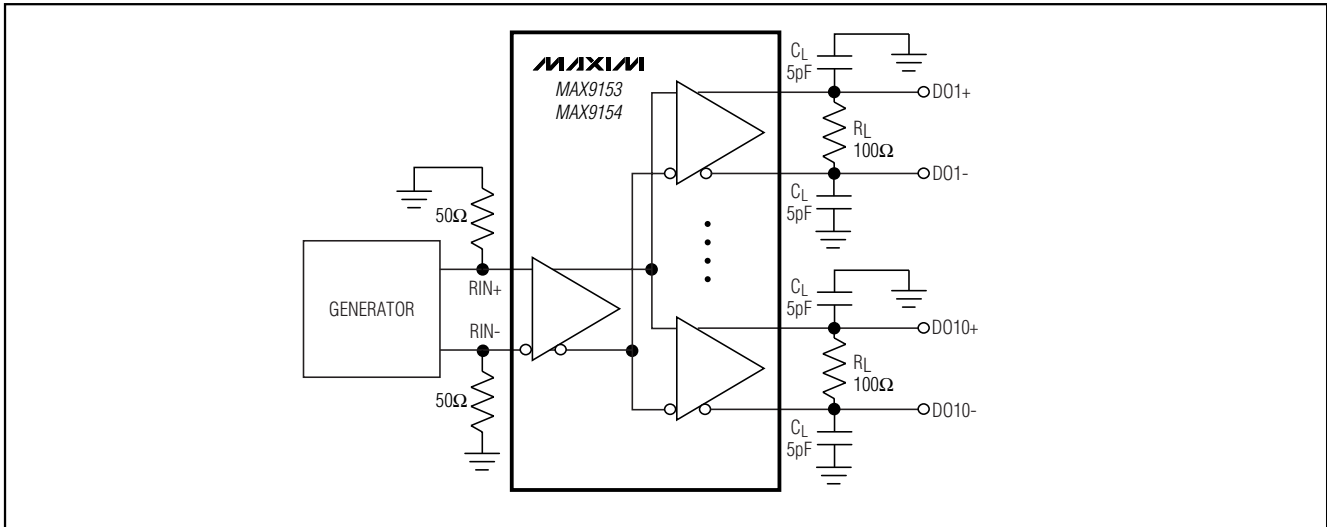 MAXIM
MAX9153
MAX9154
CL
5pF
DO1+
RL
100Ω
DO1-
CL
5pF
50Ω
GENERATOR
RIN+
RIN-
50Ω
CL
5pF
DO10+
RL
100Ω
DO10-
CL
5pF